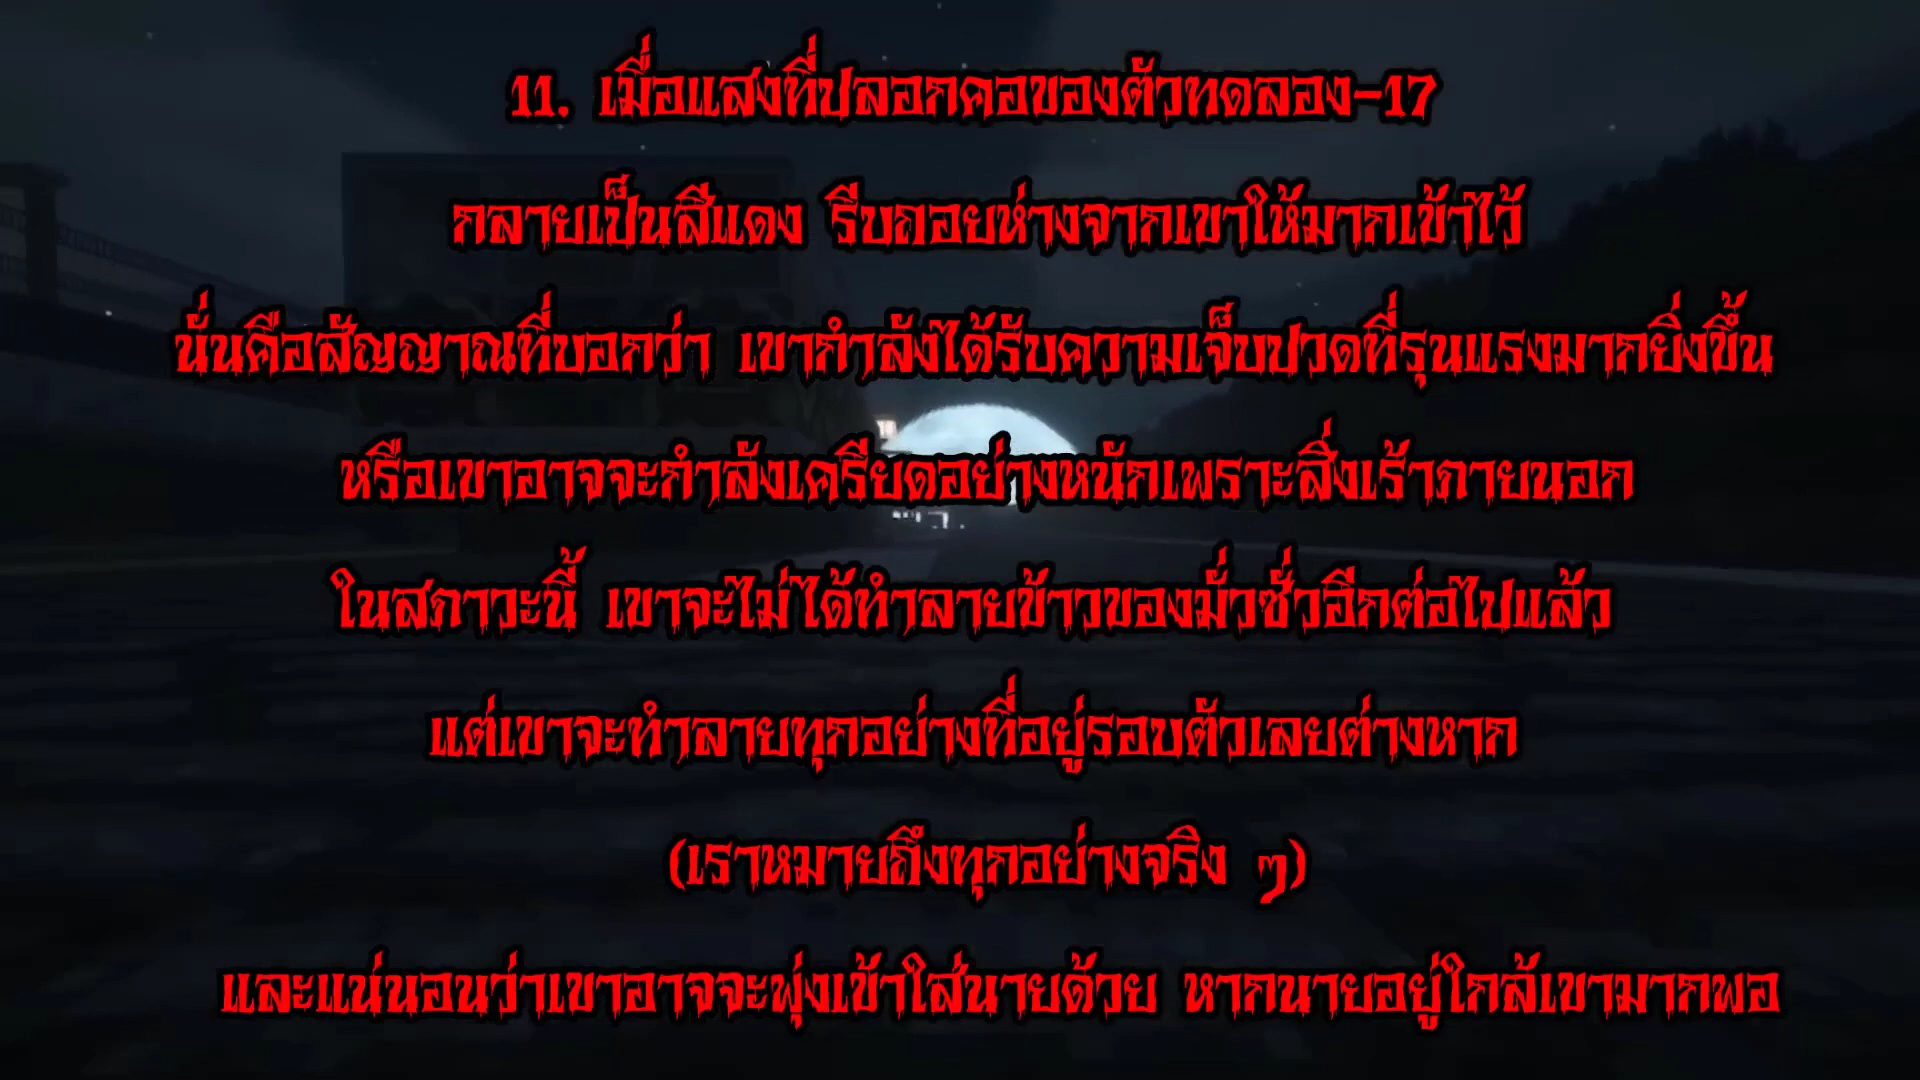 11. เมื่อแสงที่ปลอกคอของตัวทดลอง-17
กลายเป็นสีแดง รีบถอยห่างจากเขาให้มากเข้าไว้
นั่นคือสัญญาณที่บอกว่า เขากำลังได้รับความเจ็บปวดที่รุนแรงมากยิ่งขึ้น
หรือเขาอาจจะกำลังเครียดอย่างหนักเพราะสิ่งเร้าภายนอก
ในสภาวะนี้ เขาจะไม่ได้ทำลายข้าวของมั่วซั่วอีกต่อไปแล้ว
แต่เขาจะทำลายทุกอย่างที่อยู่รอบตัวเลยต่างหาก
(เราหมายถึงทุกอย่างจริง ๆ)
และแน่นอนว่าเขาอาจจะพุ่งเข้าใส่นายด้วย หากนายอยู่ใกล้เขามากพอ